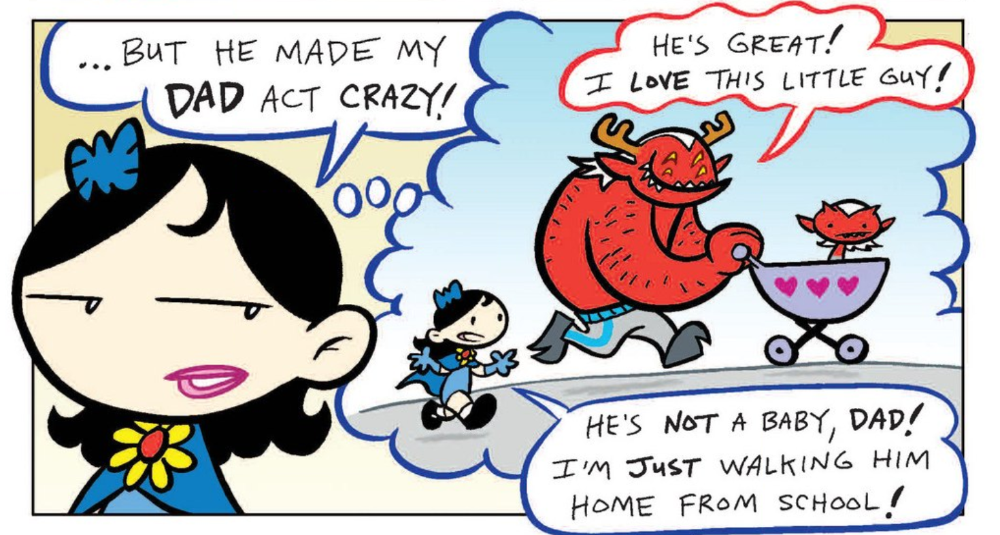 ...BUT HE MADE MY
DAD ACT CRAZY!
HE'S GREAT!
I LOVE THIS LITTLE GUY!
HE'S NOT A BABY, DAD!
I'M JUST WALKING HIM
HOME FROM SCHOOL!